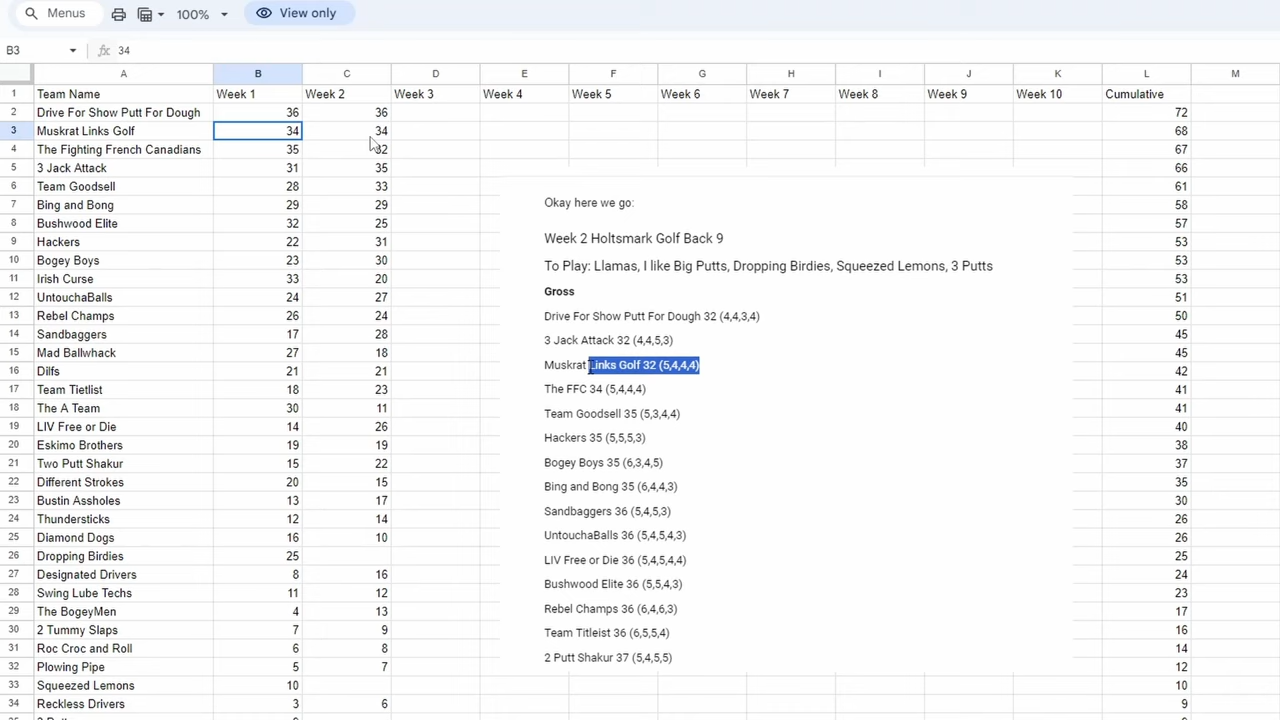 Menus 100% View only
B3 fx 34
A B C D E F G H I J K L M
1 Team Name Week 1 Week 2 Week 3 Week 4 Week 5 Week 6 Week 7 Week 8 Week 9 Week 10 Cumulative
2 Drive For Show Putt For Dough 36 36 72
3 Muskrat Links Golf 34 34 68
4 The Fighting French Canadians 35 32 67
5 3 Jack Attack 31 35 66
6 Team Goodsell 28 33 61
7 Bing and Bong 29 29 58
8 Bushwood Elite 32 25 57
9 Hackers 22 31 53
10 Bogey Boys 23 30 53
11 Irish Curse 33 20 53
12 UntouchaBalls 24 27 51
13 Rebel Champs 26 24 50
14 Sandbaggers 17 28 45
15 Mad Ballwhack 27 18 45
16 Dilfs 21 21 42
17 Team Tietlist 18 23 41
18 The A Team 30 11 41
19 LIV Free or Die 14 26 40
20 Eskimo Brothers 19 19 38
21 Two Putt Shakur 15 22 37
22 Different Strokes 20 15 35
23 Bustin Assholes 13 17 30
24 Thundersticks 12 14 26
25 Diamond Dogs 16 10 26
26 Dropping Birdies 25 25
27 Designated Drivers 8 16 24
28 Swing Lube Techs 11 12 23
29 The BogeyMen 4 13 17
30 2 Tummy Slaps 7 9 16
31 Roc Croc and Roll 6 8 14
32 Plowing Pipe 5 7 12
33 Squeezed Lemons 10 10
34 Reckless Drivers 3 6 9
Okay here we go:
Week 2 Holtsmark Golf Back 9
To Play: Llamas, I like Big Putts, Dropping Birdies, Squeezed Lemons, 3 Putts
Gross
Drive For Show Putt For Dough 32 (4,4,3,4)
3 Jack Attack 32 (4,4,5,3)
Muskrat Links Golf 32 (5,4,4,4)
The FFC 34 (5,4,4,4)
Team Goodsell 35 (5,3,4,4)
Hackers 35 (5,5,5,3)
Bogey Boys 35 (6,3,4,5)
Bing and Bong 35 (6,4,4,3)
Sandbaggers 36 (5,4,5,3)
UntouchaBalls 36 (5,4,5,4,3)
LIV Free or Die 36 (5,4,5,4,4)
Bushwood Elite 36 (5,5,4,3)
Rebel Champs 36 (6,4,6,3)
Team Titleist 36 (6,5,5,4)
2 Putt Shakur 37 (5,4,5,5)